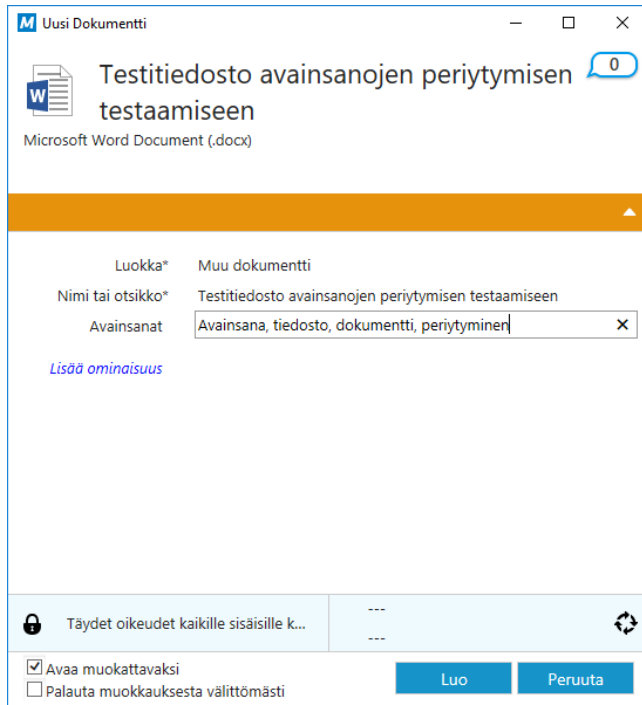 M Uusi Dokumentti
Testitiedosto avainsanojen periytymisen
testaamiseen
0
W
Microsoft Word Document (.docx)
Luokka* Muu dokumentti
Nimi tai otsikko* Testitiedosto avainsanojen periytymisen testaamiseen
Avainsanat Avainsana, tiedosto, dokumentti, periytyminen
Lisää ominaisuus
Täydet oikeudet kaikille sisäisille k...
---
---
Avaa muokattavaksi
Palauta muokkauksesta välittömästi
Luo
Peruuta